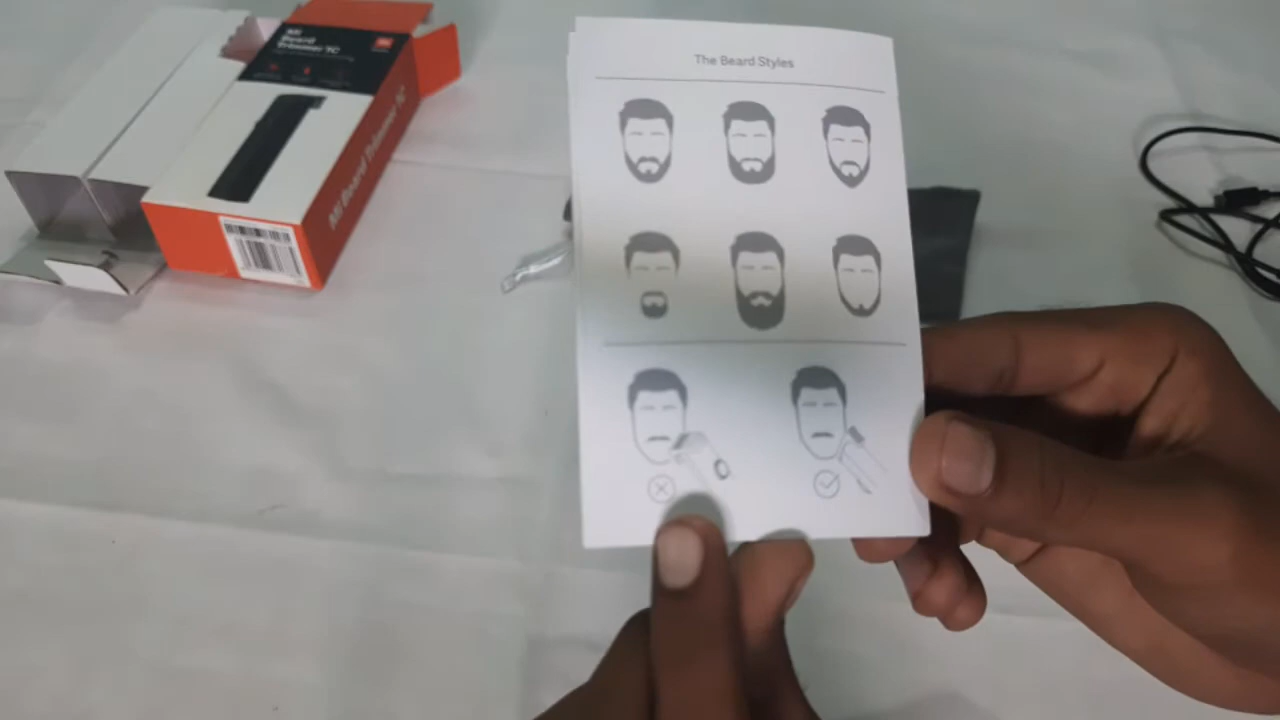 Mi
Beard
Trimmer 1C
Mi Beard Trimmer 1C
The Beard Styles